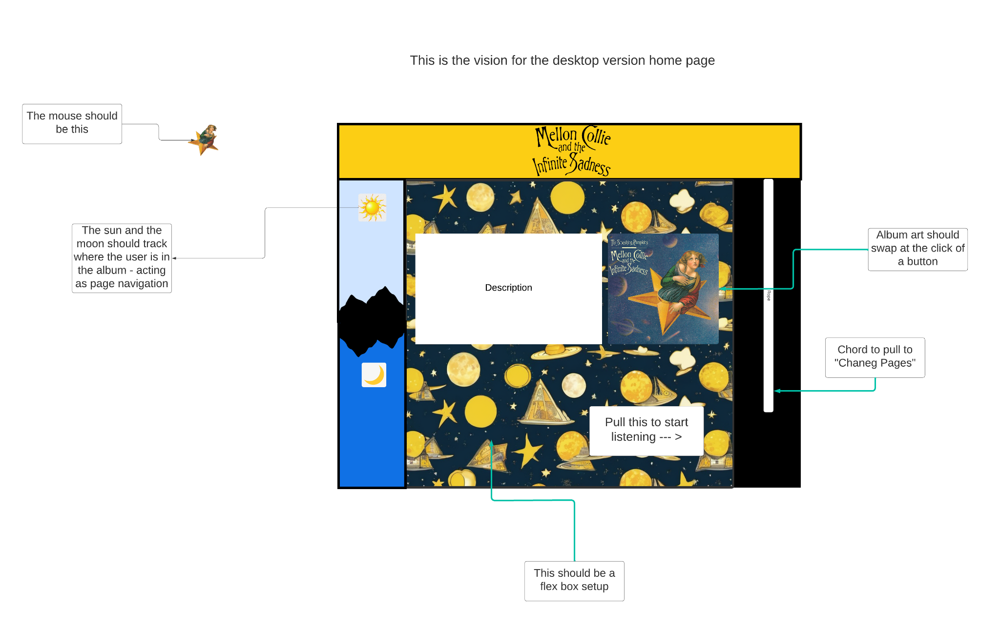 This is the vision for the desktop version home page
The mouse should
be this
Mellon Collie
and the
Infinite Sadness
The sun and the
moon should track
where the user is in
the album - acting
as page navigation
Album art should
swap at the click of
a button
The Smashing Pumpkins
Mellon Collie
and the
Infinite Sadness
Description
Rope
Chord to pull to
"Chaneg Pages"
Pull this to start
listening --- >
This should be a
flex box setup